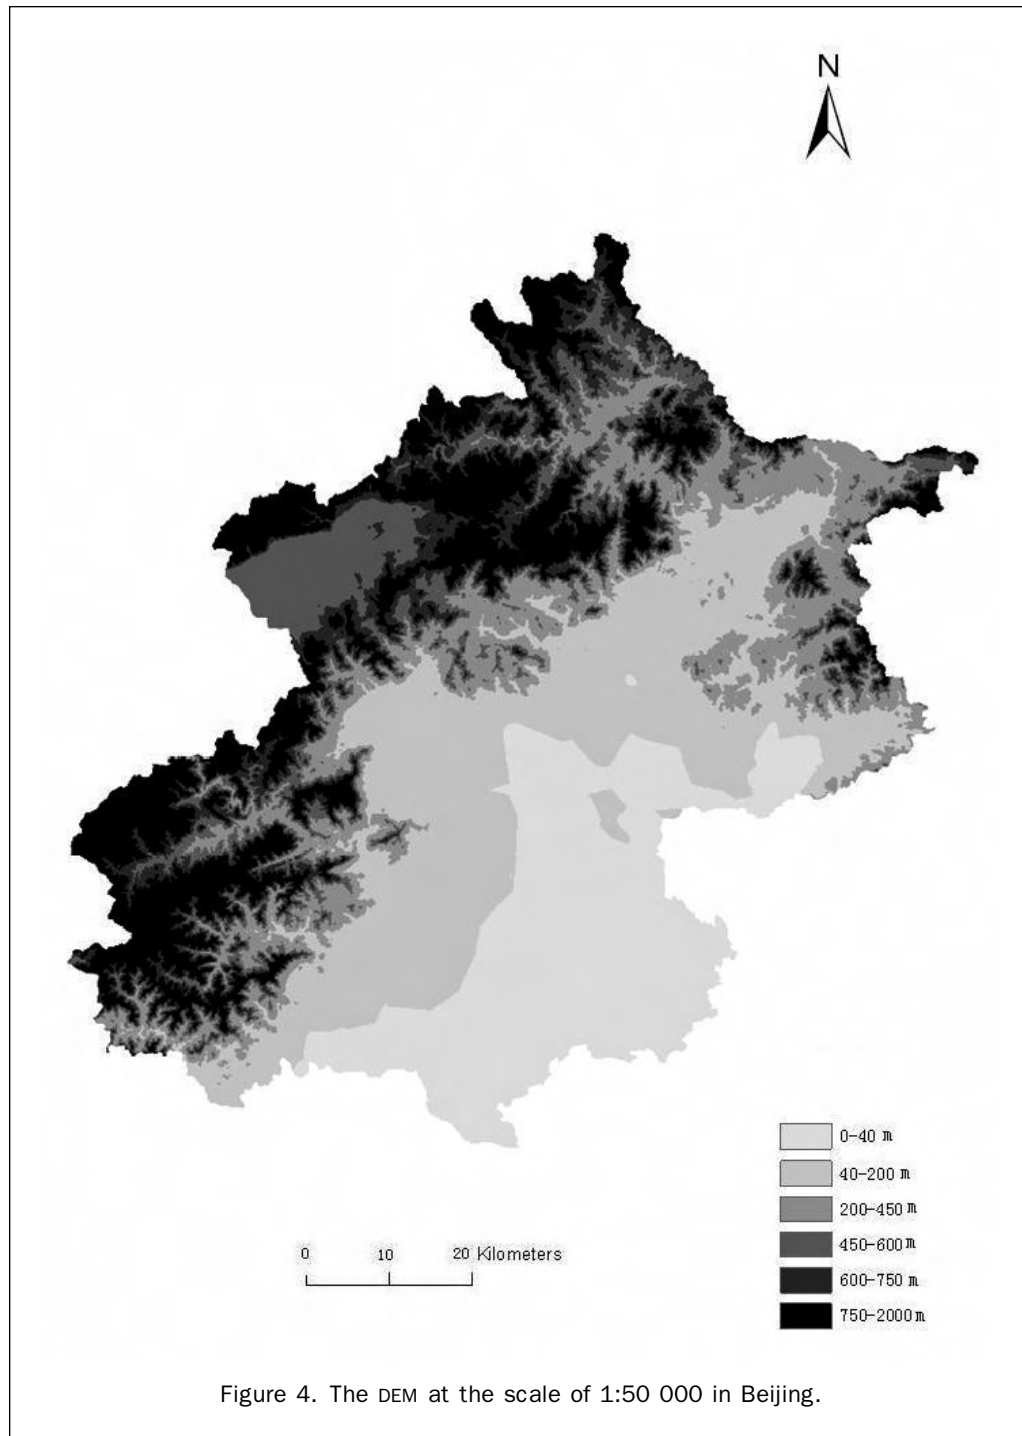 N
0-40 m
40-200 m
200-450 m
450-600 m
600-750 m
750-2000 m
0 10 20 Kilometers
Figure 4. The DEM at the scale of 1:50 000 in Beijing.